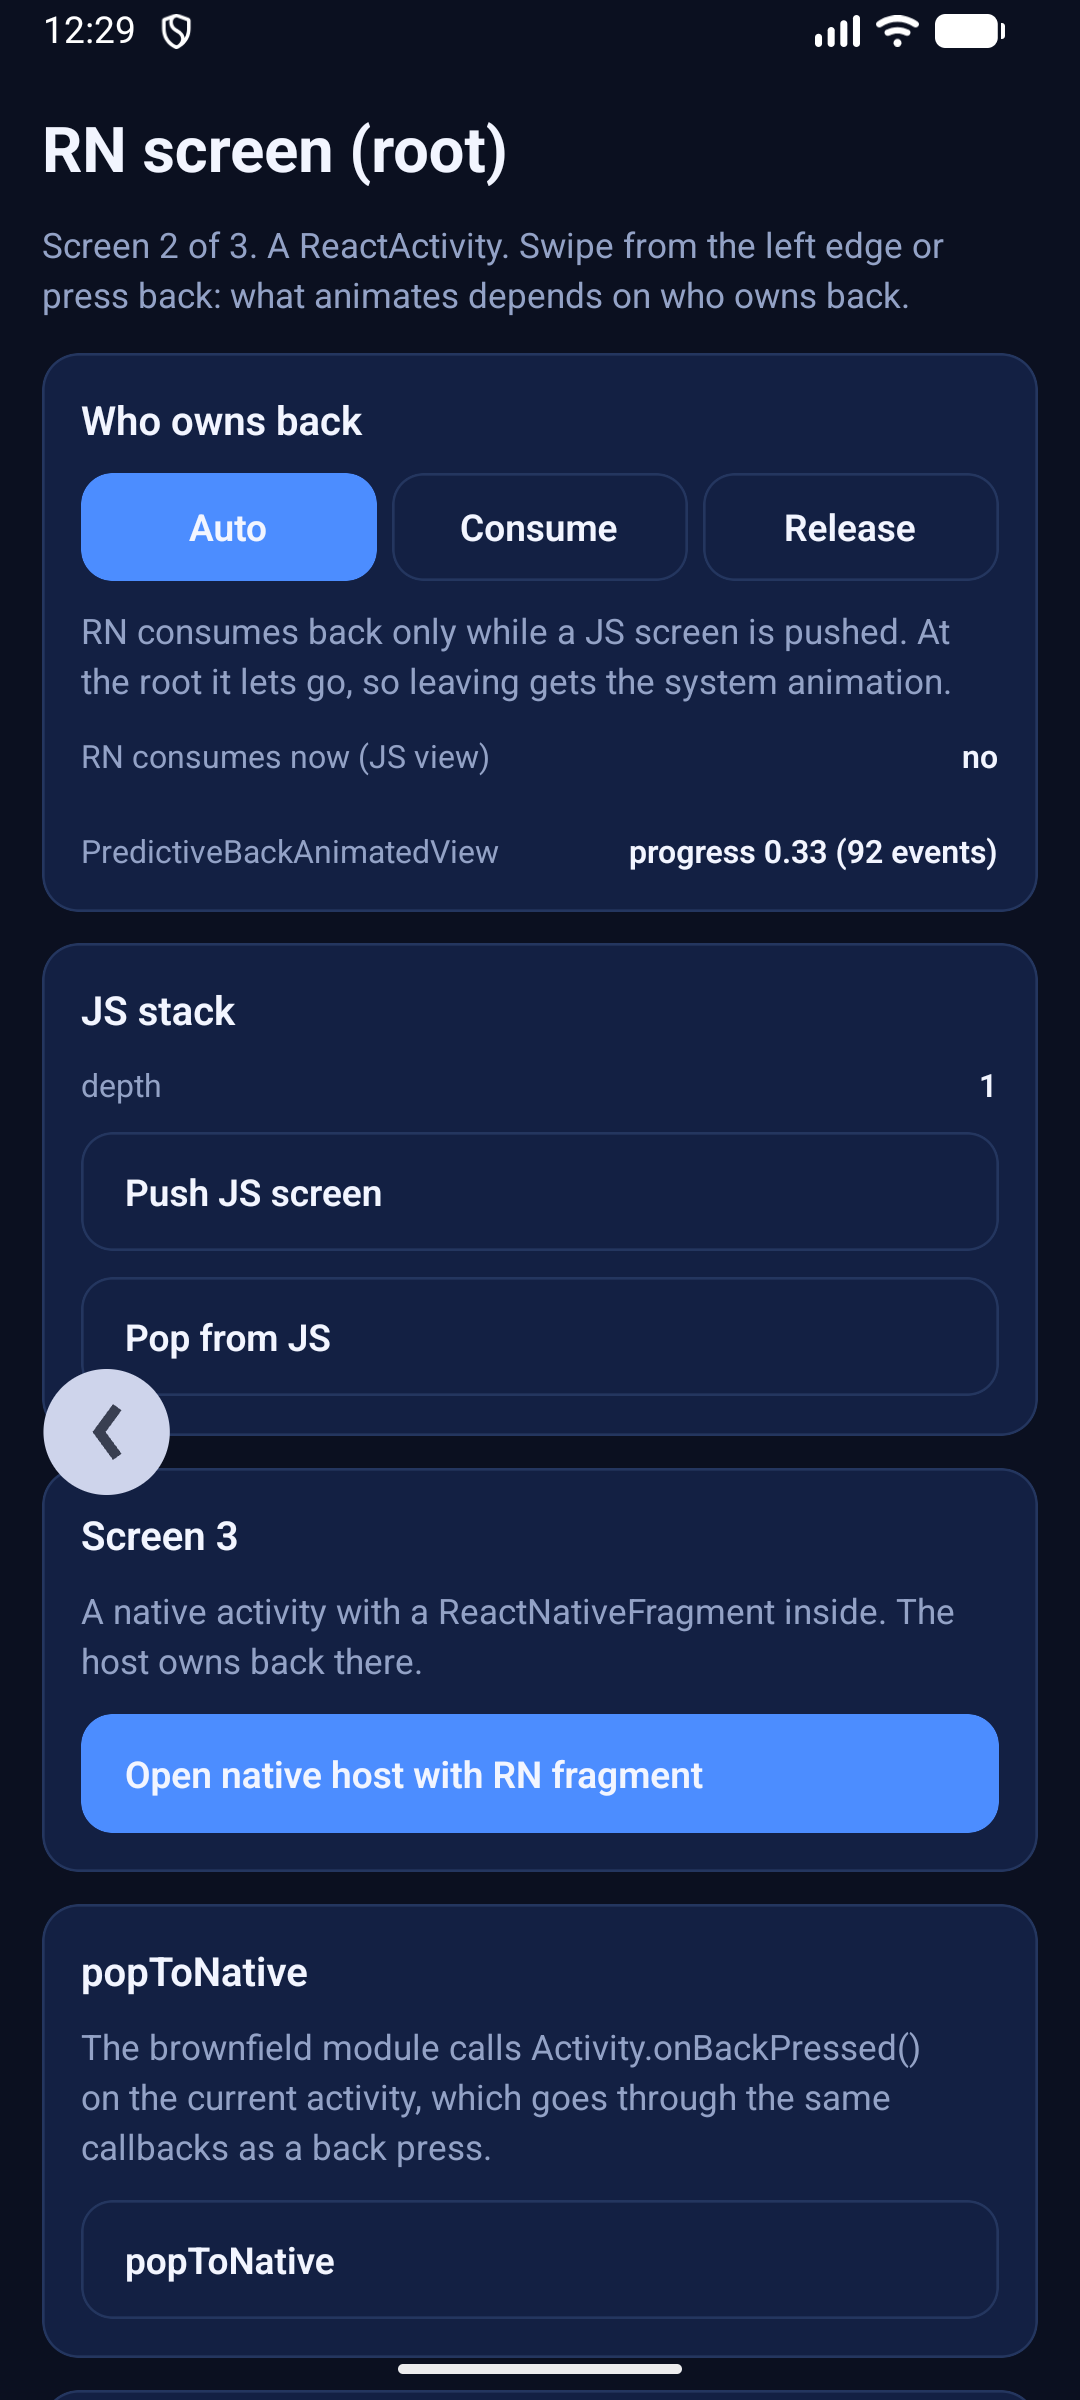 12:29
RN screen (root)
Screen 2 of 3. A ReactActivity. Swipe from the left edge or
press back: what animates depends on who owns back.
Who owns back
Auto
Consume
Release
RN consumes back only while a JS screen is pushed. At
the root it lets go, so leaving gets the system animation.
RN consumes now (JS view) no
PredictiveBackAnimatedView progress 0.33 (92 events)
JS stack
depth 1
Push JS screen
Pop from JS
Screen 3
A native activity with a ReactNativeFragment inside. The
host owns back there.
Open native host with RN fragment
popToNative
The brownfield module calls Activity.onBackPressed()
on the current activity, which goes through the same
callbacks as a back press.
popToNative